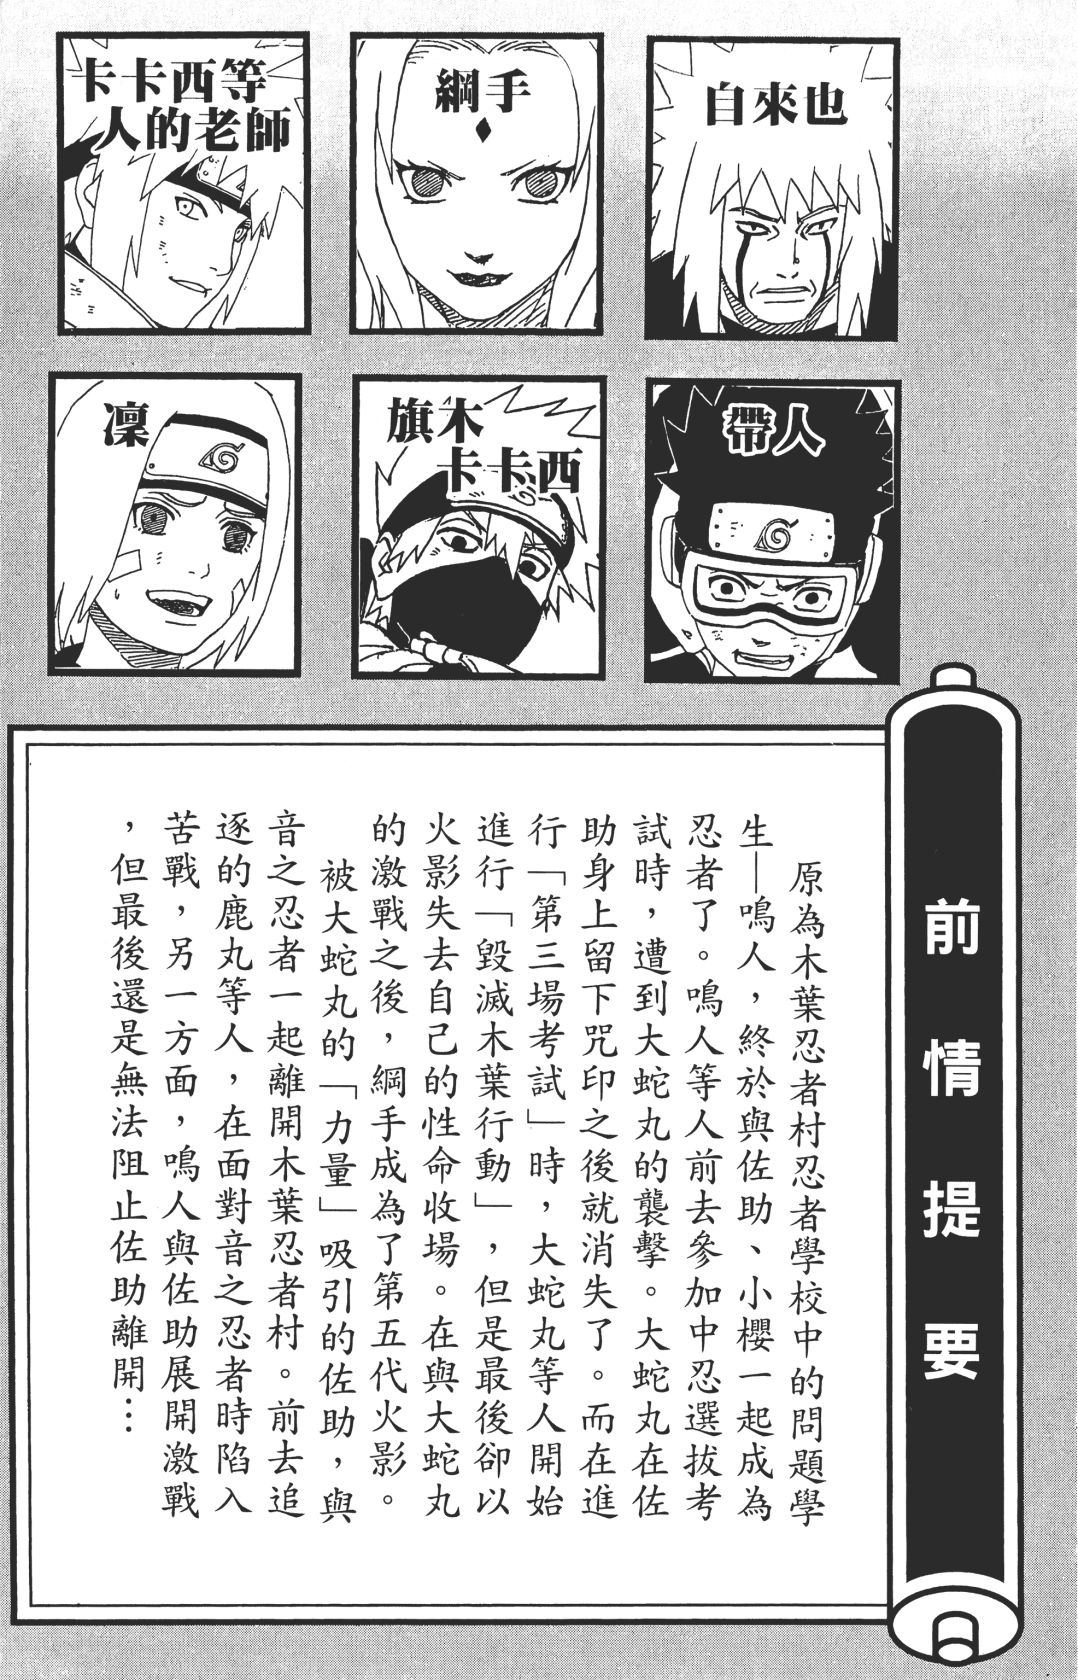 自來也
綱手
卡卡西等
人的老師
帶人
旗木
卡卡西
凜
前情提要
原為木葉忍者村忍者學校中的問題學
生—鳴人，終於與佐助、小櫻一起成為
忍者了。鳴人等人前去參加中忍選拔考
試時，遭到大蛇丸的襲擊。大蛇丸在佐
助身上留下咒印之後就消失了。而在進
行「第三場考試」時，大蛇丸等人開始
進行「毀滅木葉行動」，但是最後卻以
火影失去自己的性命收場。在與大蛇丸
的激戰之後，綱手成為了第五代火影。
被大蛇丸的「力量」吸引的佐助，與
音之忍者一起離開木葉忍者村。前去追
逐的鹿丸等人，在面對音之忍者時陷入
苦戰，另一方面，鳴人與佐助展開激戰
，但最後還是無法阻止佐助離開…